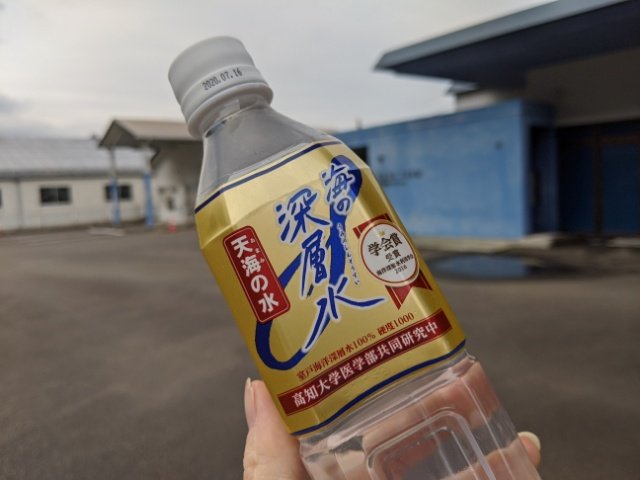 2020.07.16
海の
深層水
天海の水
学会賞
受賞
2018
室戸海洋深層水100% 硬度1000
高知大学医学部共同研究中